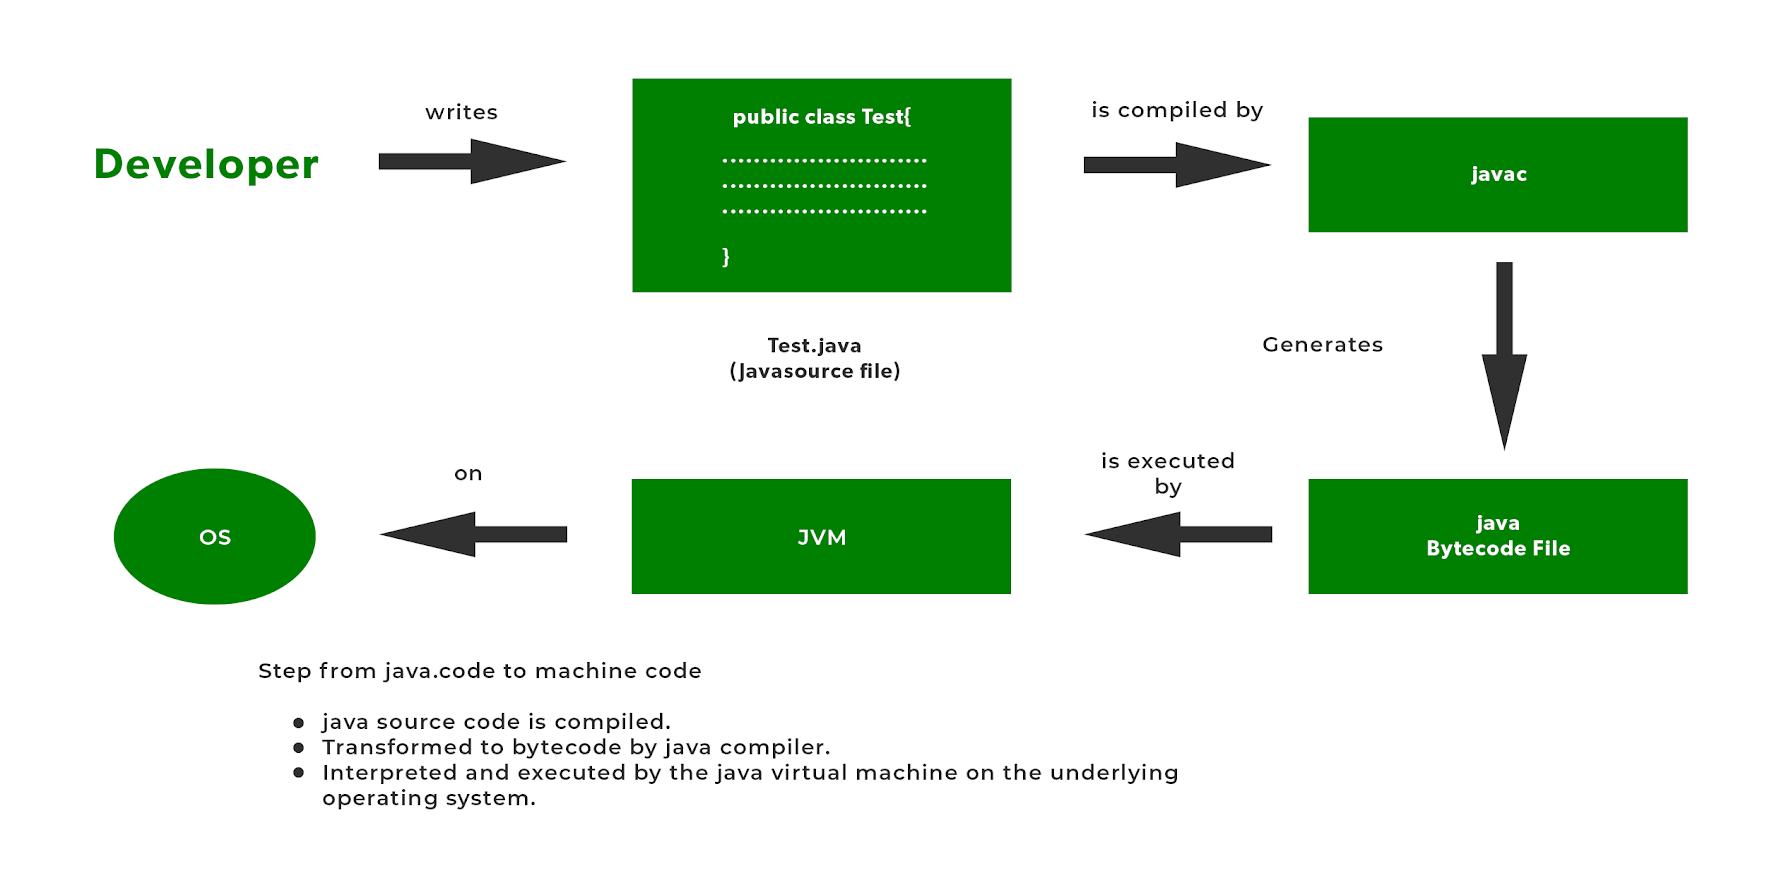 writes
Developer
public class Test{
..........................
..........................
..........................
}
Test.java
(Javasource file)
is compiled by
javac
Generates
java
Bytecode File
is executed
by
JVM
on
OS
Step from java.code to machine code
● java source code is compiled.
● Transformed to bytecode by java compiler.
● Interpreted and executed by the java virtual machine on the underlying
operating system.